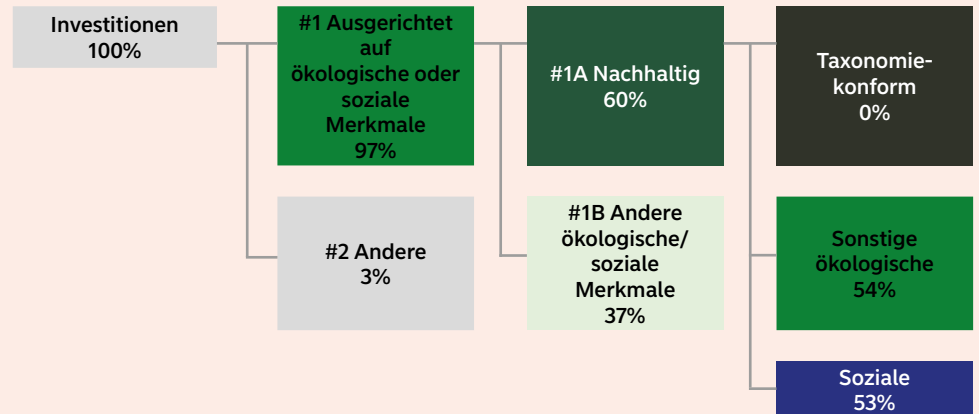 Investitionen
100%
#1 Ausgerichtet
auf
ökologische oder
soziale
Merkmale
97%
#2 Andere
3%
#1A Nachhaltig
60%
#1B Andere
ökologische/
soziale
Merkmale
37%
Taxonomie-
konform
0%
Sonstige
ökologische
54%
Soziale
53%